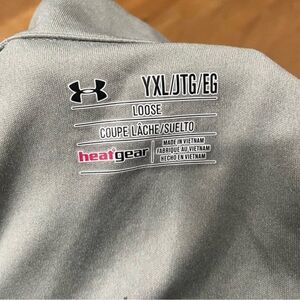 YXL/JTG/EG
LOOSE
COUPE LÂCHE/SUELTO
heatgear
MADE IN VIETNAM
FABRIQUÉ AU VIETNAM
HECHO EN VIETNAM